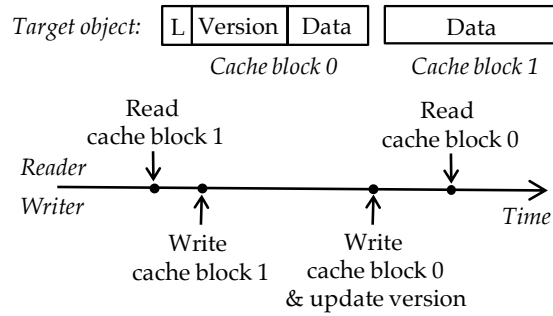 Target object:
L Version Data Data
Cache block 0 Cache block 1
Read
cache block 1
Read
cache block 0
Reader
Writer
Time
Write
cache block 1
Write
cache block 0
& update version